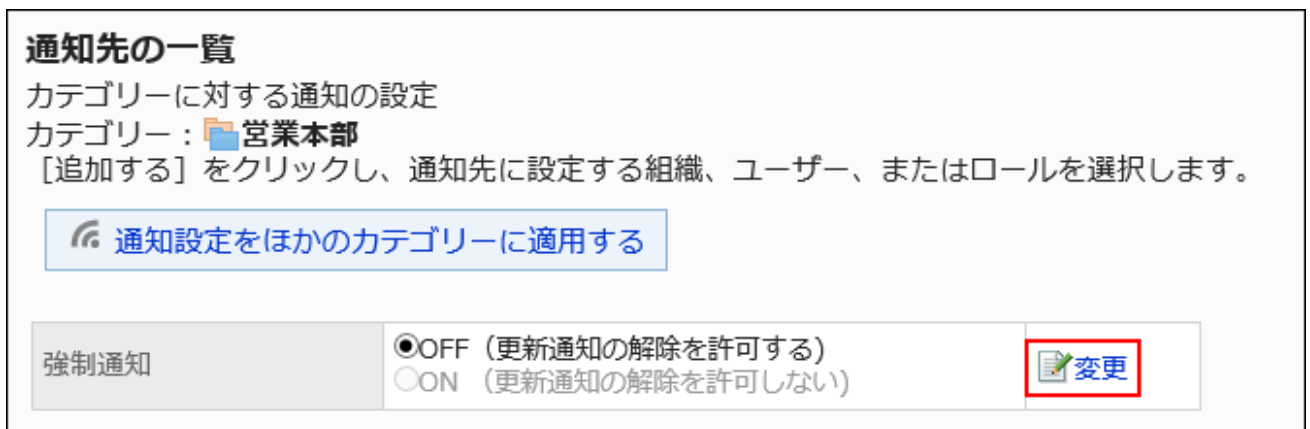 通知先の一覧
カテゴリーに対する通知の設定
カテゴリー：営業本部
［追加する］をクリックし、通知先に設定する組織、ユーザー、またはロールを選択します。
通知設定をほかのカテゴリーに適用する
強制通知
OFF（更新通知の解除を許可する)
ON （更新通知の解除を許可しない)
変更